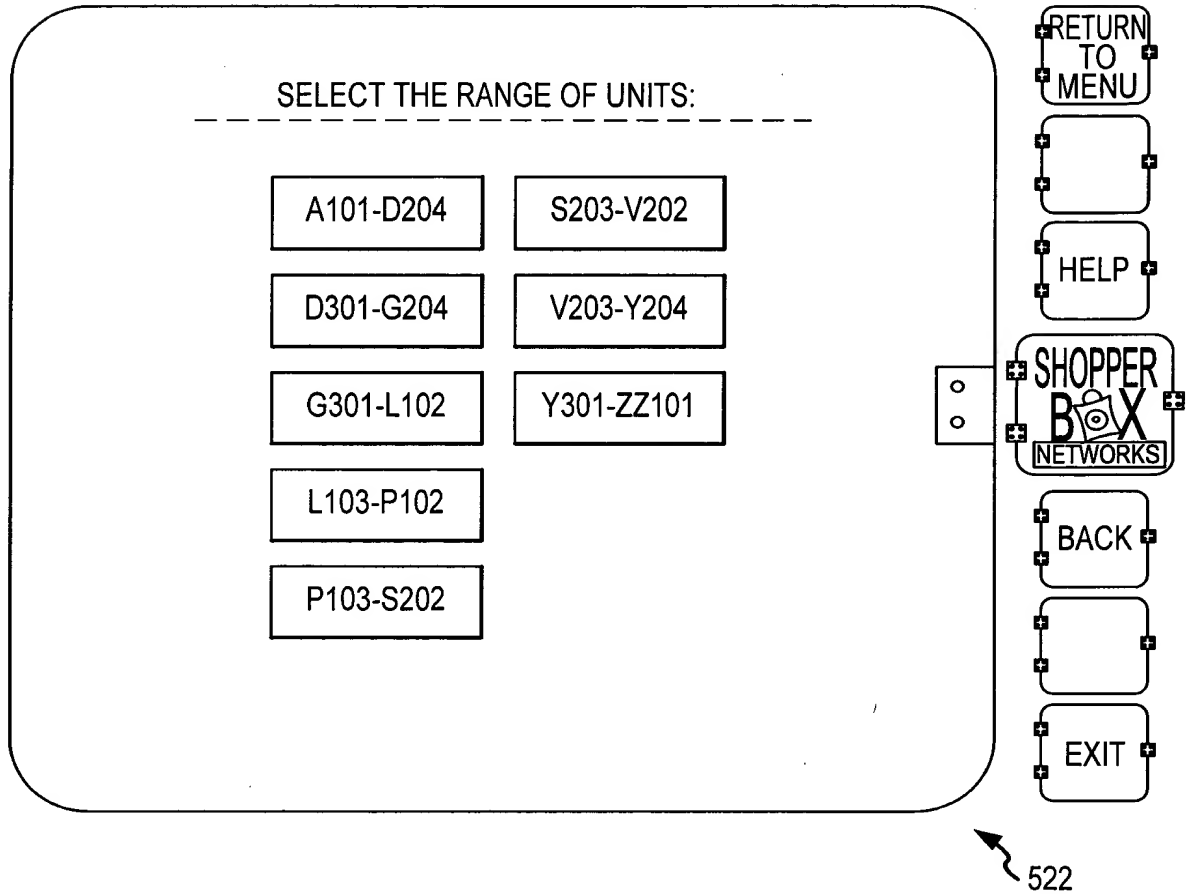 SELECT THE RANGE OF UNITS:
A101-D204
D301-G204
G301-L102
L103-P102
P103-S202
S203-V202
V203-Y204
Y301-ZZ101
RETURN
TO
MENU
HELP
SHOPPER
BOX
NETWORKS
BACK
EXIT
522